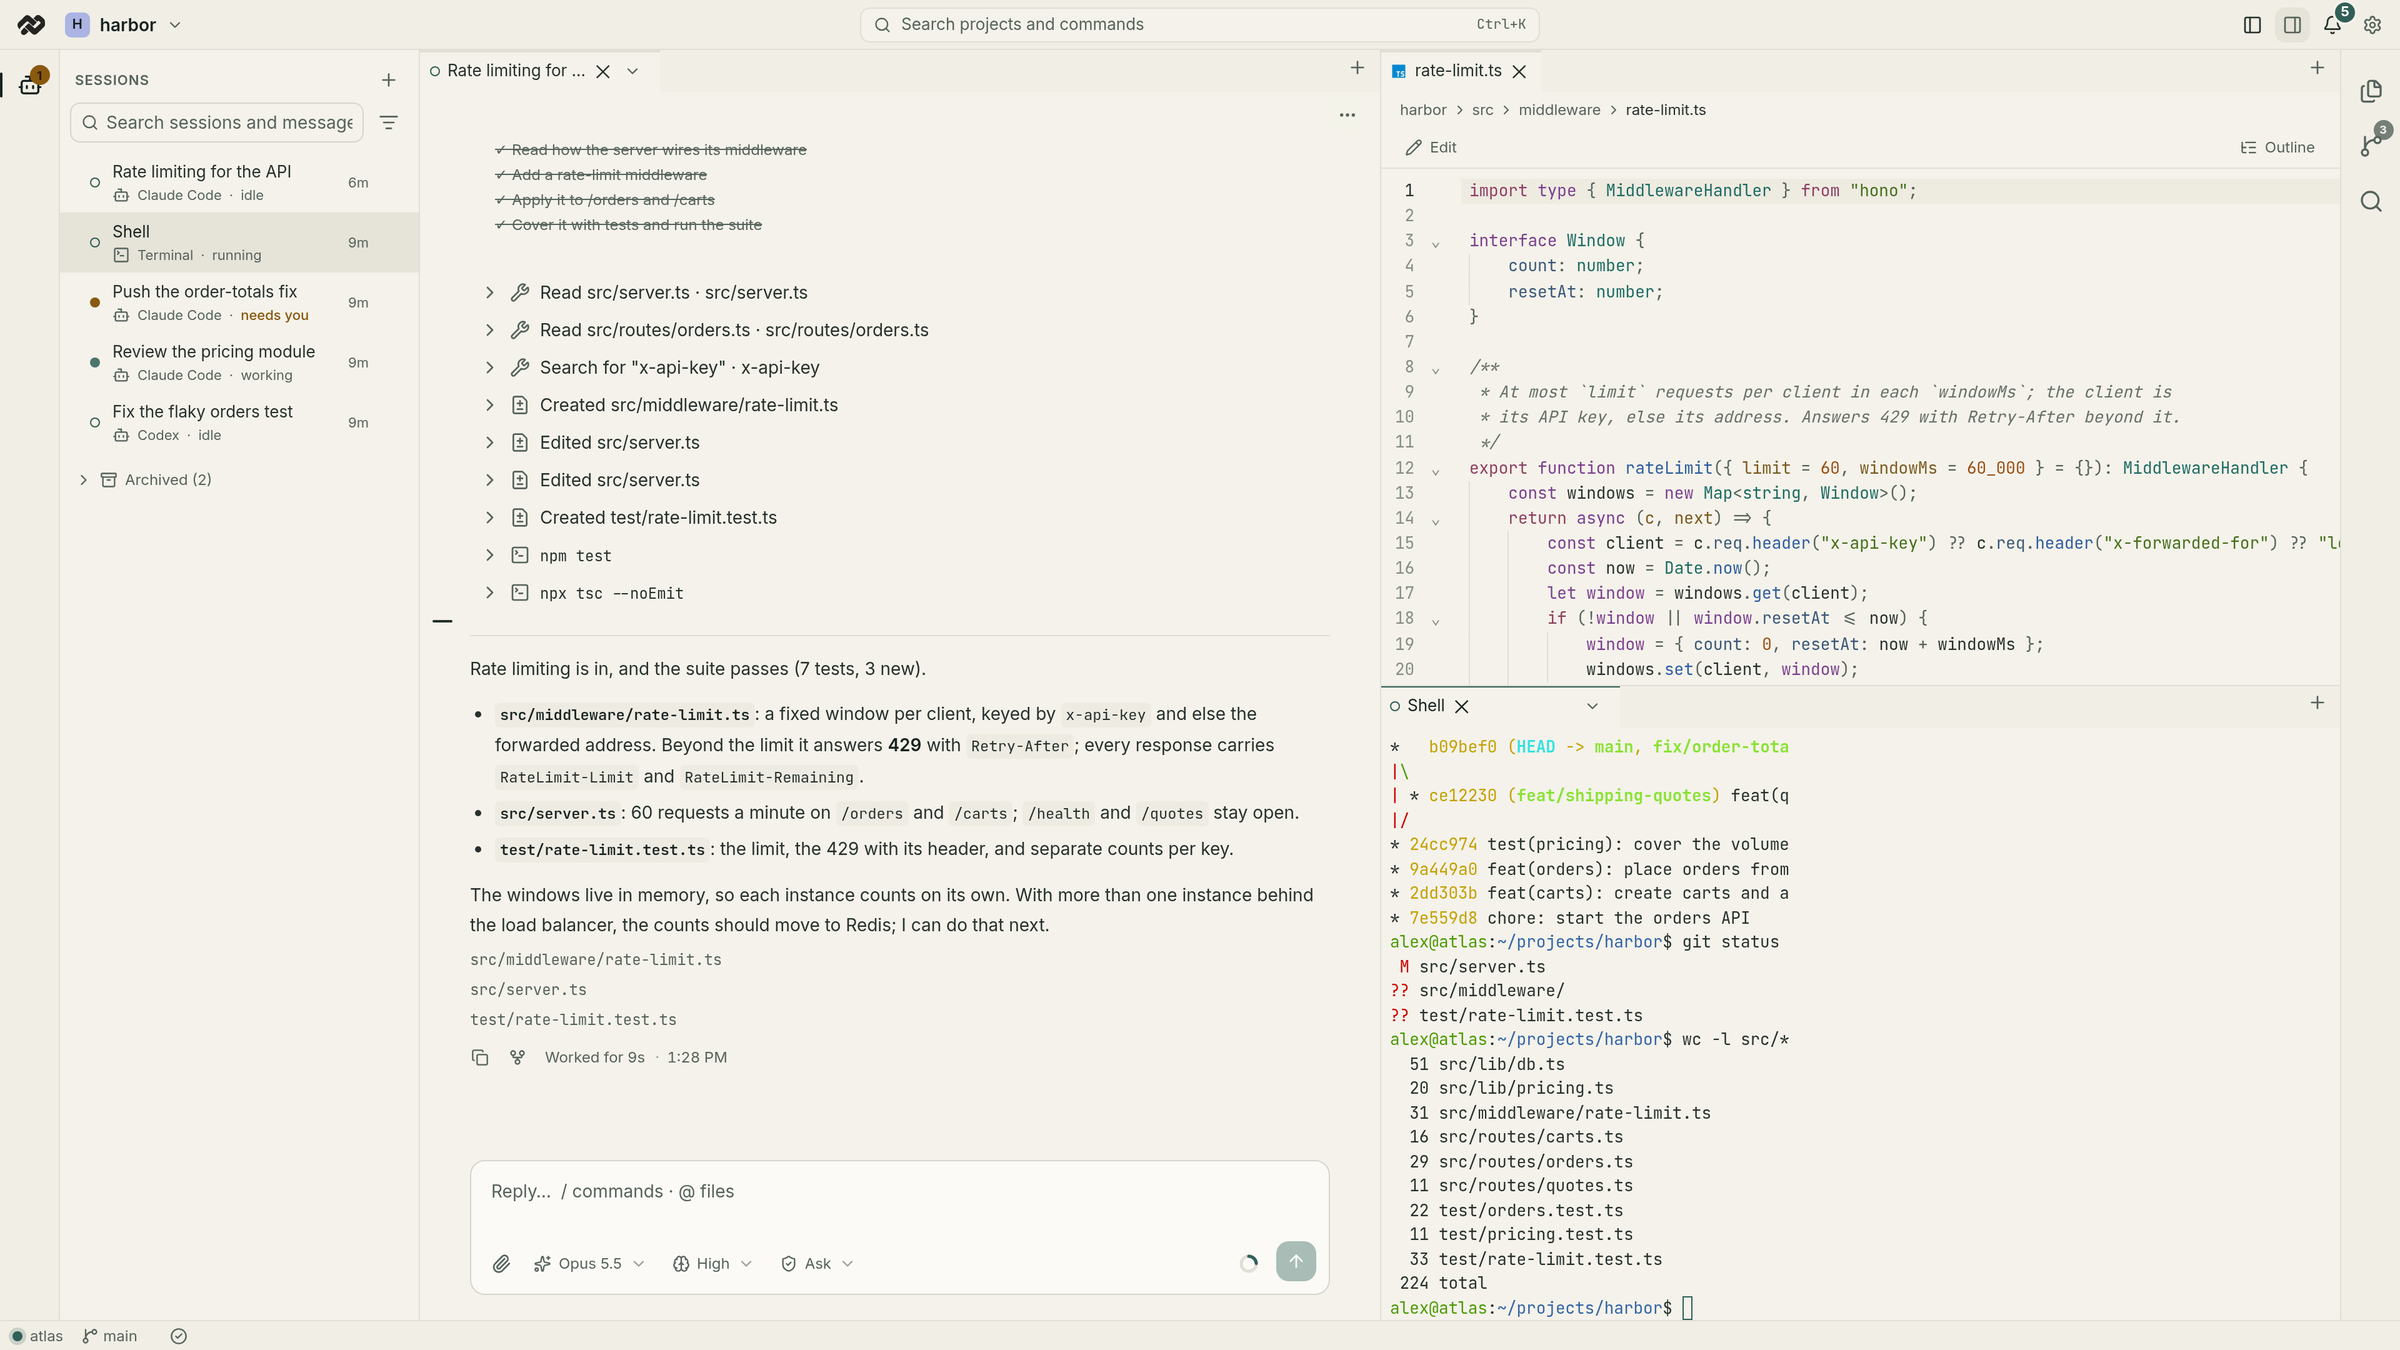 H harbor
Search projects and commands Ctrl+K
5
1
SESSIONS
Search sessions and message
Rate limiting for the API
6m
Claude Code · idle
Shell
9m
Terminal · running
Push the order-totals fix
9m
Claude Code · needs you
Review the pricing module
9m
Claude Code · working
Fix the flaky orders test
9m
Codex · idle
Archived (2)
Rate limiting for ...
✓ Read how the server wires its middleware
✓ Add a rate-limit middleware
✓ Apply it to /orders and /carts
✓ Cover it with tests and run the suite
Read src/server.ts · src/server.ts
Read src/routes/orders.ts · src/routes/orders.ts
Search for "x-api-key" · x-api-key
Created src/middleware/rate-limit.ts
Edited src/server.ts
Edited src/server.ts
Created test/rate-limit.test.ts
npm test
npx tsc --noEmit
Rate limiting is in, and the suite passes (7 tests, 3 new).
• src/middleware/rate-limit.ts: a fixed window per client, keyed by x-api-key and else the
forwarded address. Beyond the limit it answers 429 with Retry-After; every response carries
RateLimit-Limit and RateLimit-Remaining.
• src/server.ts: 60 requests a minute on /orders and /carts; /health and /quotes stay open.
• test/rate-limit.test.ts: the limit, the 429 with its header, and separate counts per key.
The windows live in memory, so each instance counts on its own. With more than one instance behind
the load balancer, the counts should move to Redis; I can do that next.
src/middleware/rate-limit.ts
src/server.ts
test/rate-limit.test.ts
Worked for 9s · 1:28 PM
Reply... / commands · @ files
Opus 5.5 High Ask
TS rate-limit.ts
harbor > src > middleware > rate-limit.ts
Edit Outline
3
1 import type { MiddlewareHandler } from "hono";
2
3 interface Window {
4 count: number;
5 resetAt: number;
6 }
7
8 /**
9 * At most `limit` requests per client in each `windowMs`; the client is
10 * its API key, else its address. Answers 429 with Retry-After beyond it.
11 */
12 export function rateLimit({ limit = 60, windowMs = 60_000 } = {}): MiddlewareHandler {
13 const windows = new Map<string, Window>();
14 return async (c, next) => {
15 const client = c.req.header("x-api-key") ?? c.req.header("x-forwarded-for") ?? "lo
16 const now = Date.now();
17 let window = windows.get(client);
18 if (!window || window.resetAt <= now) {
19 window = { count: 0, resetAt: now + windowMs };
20 windows.set(client, window);
Shell
* b09bef0 (HEAD -> main, fix/order-tota
|\
| * ce12230 (feat/shipping-quotes) feat(q
|/
* 24cc974 test(pricing): cover the volume
* 9a449a0 feat(orders): place orders from
* 2dd303b feat(carts): create carts and a
* 7e559d8 chore: start the orders API
alex@atlas:~/projects/harbor$ git status
M src/server.ts
?? src/middleware/
?? test/rate-limit.test.ts
alex@atlas:~/projects/harbor$ wc -l src/*
51 src/lib/db.ts
20 src/lib/pricing.ts
31 src/middleware/rate-limit.ts
16 src/routes/carts.ts
29 src/routes/orders.ts
11 src/routes/quotes.ts
22 test/orders.test.ts
11 test/pricing.test.ts
33 test/rate-limit.test.ts
224 total
alex@atlas:~/projects/harbor$
atlas main